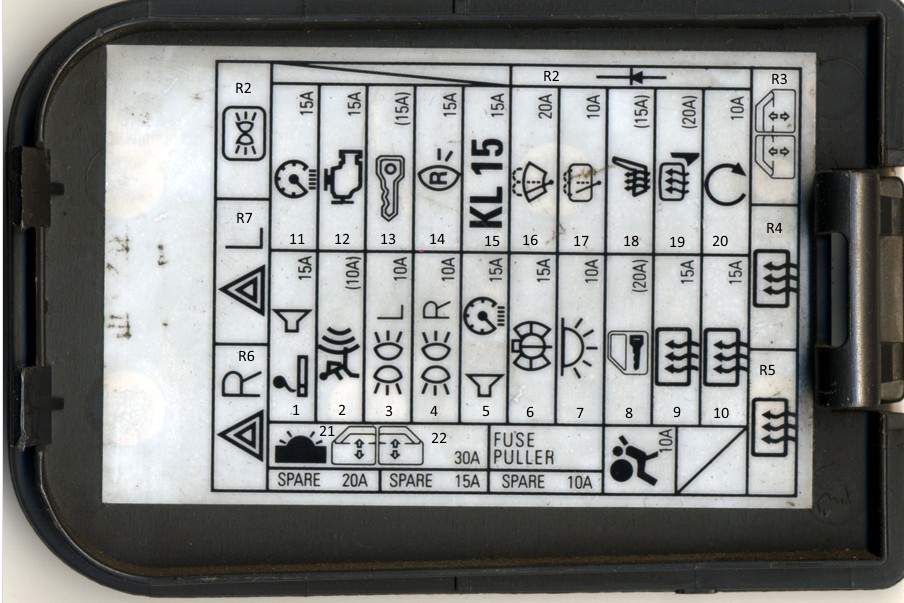 R2
R2
R3
15A
15A
(15A)
15A
15A
20A
10A
(15A)
(20A)
10A
R
KL 15
R7
L
11
12
13
14
15
16
17
18
19
20
R4
15A
(10A)
10A
10A
15A
15A
10A
(20A)
15A
15A
L
R
R6
R
R5
1
2
3
4
5
6
7
8
9
10
21
22
30A
FUSE
PULLER
10A
SPARE 20A
SPARE 15A
SPARE 10A